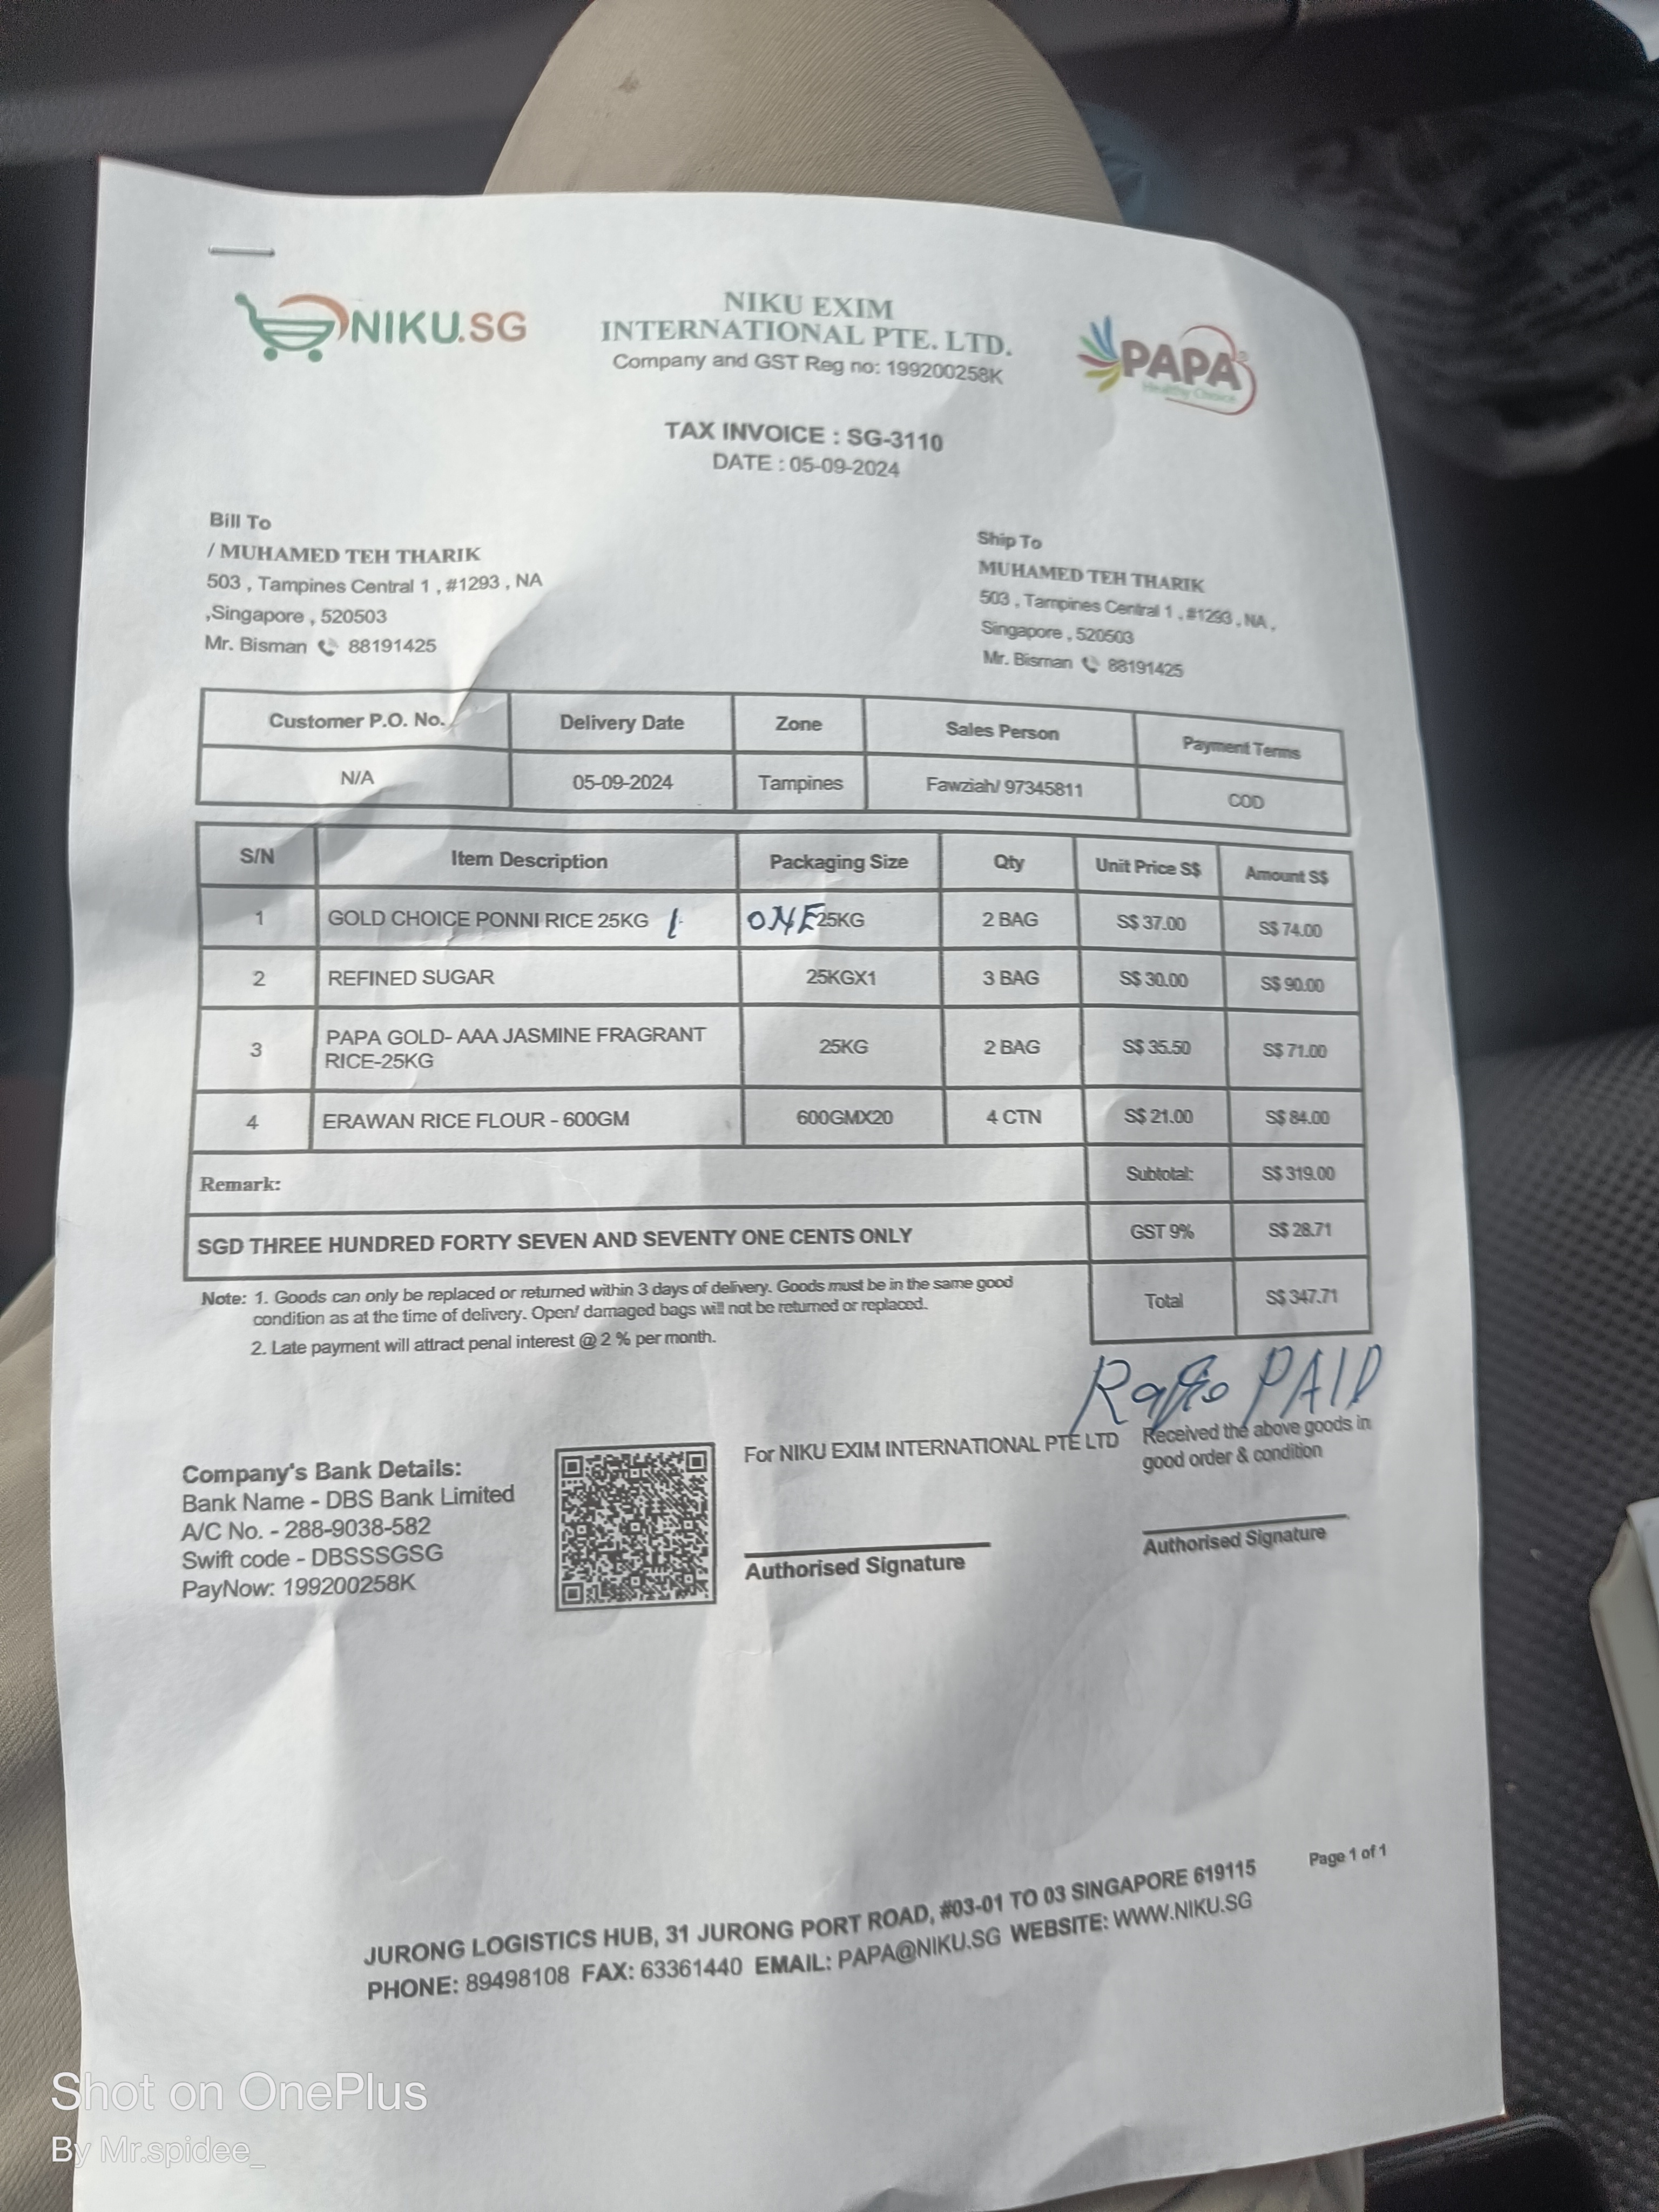 NIKU.SG
NIKU EXIM
INTERNATIONAL PTE. LTD.
Company and GST Reg no: 199200258K
PAPA®
Healthy Choice
TAX INVOICE : SG-3110
DATE : 05-09-2024
Bill To
/ MUHAMED TEH THARIK
503 , Tampines Central 1 , #1293 , NA
,Singapore , 520503
Mr. Bisman 88191425
Ship To
MUHAMED TEH THARIK
503 , Tampines Central 1 , #1293 , NA ,
Singapore , 520503
Mr. Bisman 88191425
Customer P.O. No. Delivery Date Zone Sales Person Payment Terms
N/A 05-09-2024 Tampines Fawziah/ 97345811 COD
S/N Item Description Packaging Size Qty Unit Price S$ Amount S$
1 GOLD CHOICE PONNI RICE 25KG 1 ONE 25KG 2 BAG S$ 37.00 S$ 74.00
2 REFINED SUGAR 25KGX1 3 BAG S$ 30.00 S$ 90.00
3 PAPA GOLD- AAA JASMINE FRAGRANT
RICE-25KG 25KG 2 BAG S$ 35.50 S$ 71.00
4 ERAWAN RICE FLOUR - 600GM 600GMX20 4 CTN S$ 21.00 S$ 84.00
Remark: Subtotal: S$ 319.00
SGD THREE HUNDRED FORTY SEVEN AND SEVENTY ONE CENTS ONLY GST 9% S$ 28.71
Total S$ 347.71
Note: 1. Goods can only be replaced or returned within 3 days of delivery. Goods must be in the same good
condition as at the time of delivery. Open/ damaged bags will not be returned or replaced.
2. Late payment will attract penal interest @ 2 % per month.
PAID
Company's Bank Details:
Bank Name - DBS Bank Limited
A/C No. - 288-9038-582
Swift code - DBSSSGSG
PayNow: 199200258K
For NIKU EXIM INTERNATIONAL PTE LTD
Authorised Signature
Received the above goods in
good order & condition
Authorised Signature
Page 1 of 1
JURONG LOGISTICS HUB, 31 JURONG PORT ROAD, #03-01 TO 03 SINGAPORE 619115
PHONE: 89498108 FAX: 63361440 EMAIL: PAPA@NIKU.SG WEBSITE: WWW.NIKU.SG
Shot on OnePlus
By Mr.spidee_